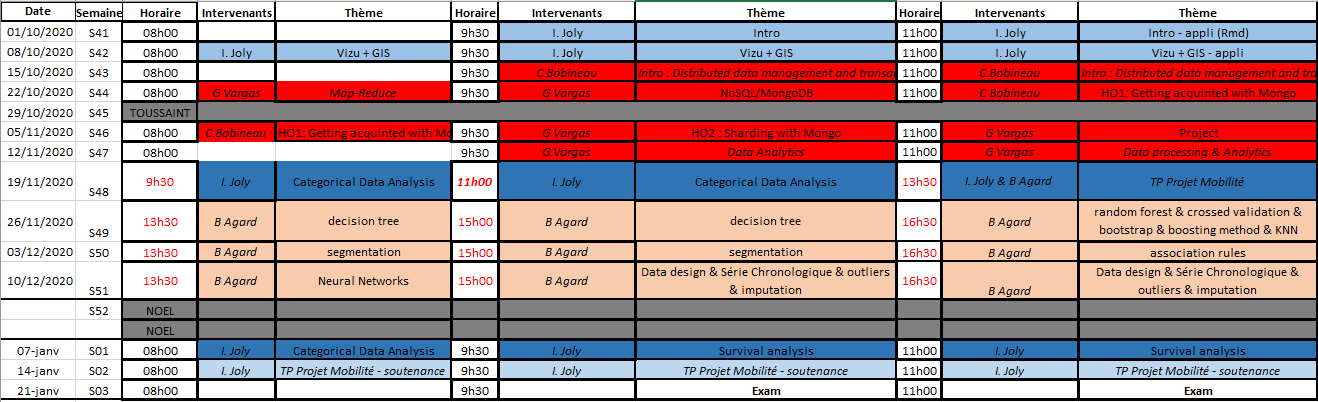 Date Semaine Horaire Intervenants Thème Horaire Intervenants Thème Horaire Intervenants Thème
01/10/2020 S41 08h00 9h30 I. Joly Intro 11h00 I. Joly Intro - appli (Rmd)
08/10/2020 S42 08h00 I. Joly Vizu + GIS 9h30 I. Joly Vizu + GIS 11h00 I. Joly Vizu + GIS - appli
15/10/2020 S43 08h00 9h30 C.Bobineau Intro : Distributed data management and transa 11h00 C.Bobineau Intro : Distributed data management and tra
22/10/2020 S44 08h00 G Vargas Map-Reduce 9h30 G Vargas NoSQL/MongoDB 11h00 C.Bobineau HO1: Getting acquinted with Mongo
29/10/2020 S45 TOUSSAINT
05/11/2020 S46 08h00 C.Bobineau HO1: Getting acquinted with Mo 9h30 G Vargas HO2 : Sharding with Mongo 11h00 G Vargas Project
12/11/2020 S47 08h00 9h30 G Vargas Data Analytics 11h00 G Vargas Data processing & Analytics
19/11/2020 S48 9h30 I. Joly Categorical Data Analysis 11h00 I. Joly Categorical Data Analysis 13h30 I. Joly & B Agard TP Projet Mobilité
26/11/2020 S49 13h30 B Agard decision tree 15h00 B Agard decision tree 16h30 B Agard random forest & crossed validation &
bootstrap & boosting method & KNN
03/12/2020 S50 13h30 B Agard segmentation 15h00 B Agard segmentation 16h30 B Agard association rules
10/12/2020 S51 13h30 B Agard Neural Networks 15h00 B Agard Data design & Série Chronologique & outliers
& imputation 16h30 B Agard Data design & Série Chronologique &
outliers & imputation
S52 NOEL
NOEL
07-janv S01 08h00 I. Joly Categorical Data Analysis 9h30 I. Joly Survival analysis 11h00 I. Joly Survival analysis
14-janv S02 08h00 I. Joly TP Projet Mobilité - soutenance 9h30 I. Joly TP Projet Mobilité - soutenance 11h00 I. Joly TP Projet Mobilité - soutenance
21-janv S03 08h00 9h30 Exam 11h00 Exam